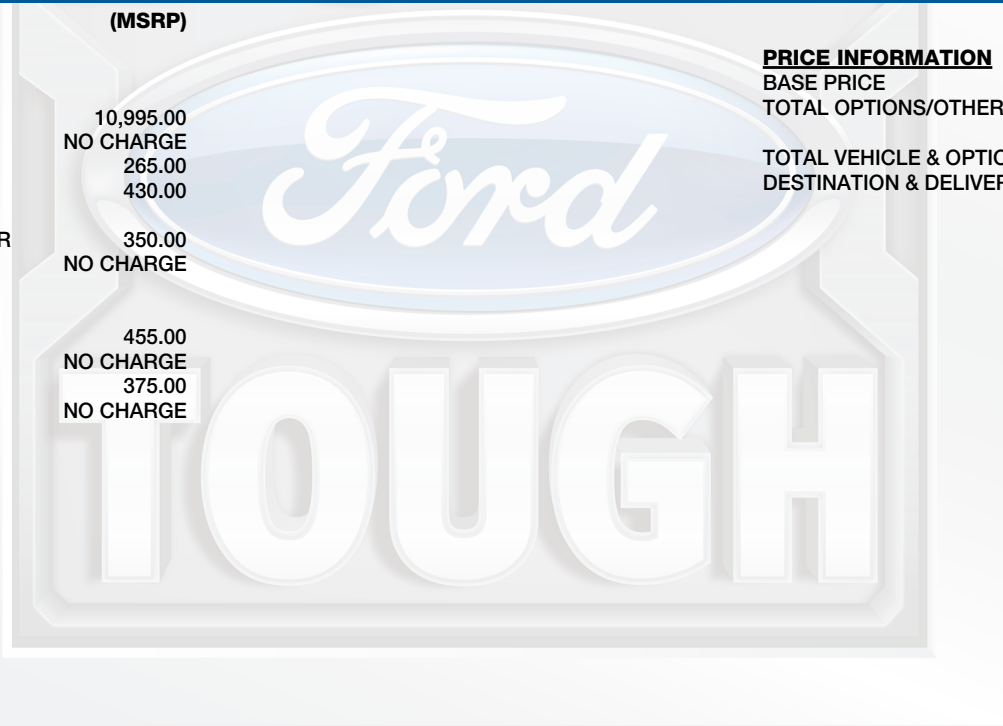 (MSRP)
10,995.00
NO CHARGE
265.00
430.00
R 350.00
NO CHARGE
455.00
NO CHARGE
375.00
NO CHARGE
PRICE INFORMATION
BASE PRICE
TOTAL OPTIONS/OTHER
TOTAL VEHICLE & OPTIO
DESTINATION & DELIVER
Ford
TOUGH